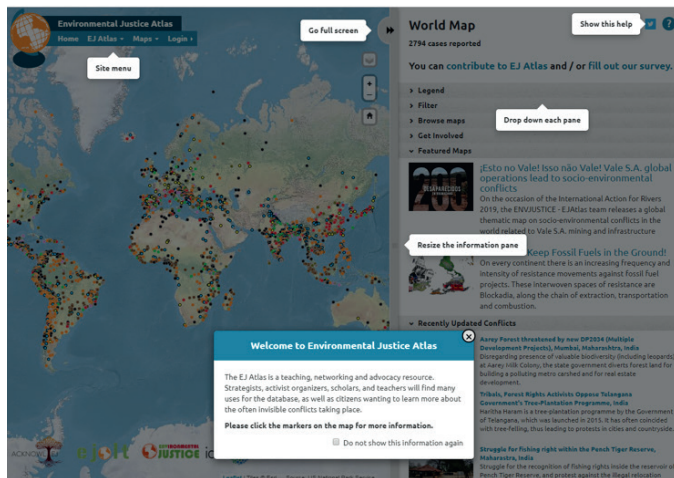 Environmental Justice Atlas
Home EJ Atlas Maps Login
Site menu
Go full screen
World Map
2794 cases reported
Show this help
?
You can contribute to EJ Atlas and / or fill out our survey.
Legend
Filter
Browse maps
Get Involved
Drop down each pane
Featured Maps
¡Esto no Vale! Isso não Vale! Vale S.A. global
operations lead to socio-environmental
conflicts
On the occasion of the International Action for Rivers
2019, the ENVJUSTICE - EJAtlas team releases a global
thematic map on socio-environmental conflicts in the
world related to Vale S.A. mining and infrastructure
Resize the information pane
Keep Fossil Fuels in the Ground!
On every continent there is an increasing frequency and
intensity of resistance movements against fossil fuel
projects. These interwoven spaces of resistance are
Blockadia, along the chain of extraction, transportation
and combustion.
Recently Updated Conflicts
Aarey Forest threatened by new DP2034 (Multiple
Development Projects), Mumbai, Maharashtra, India
Disregarding presence of valuable biodiversity (including leopards)
at Aarey Milk Colony, the state government diverts forest land for
building a polluting metro carshed and for real estate
development.
Tribals, Forest Rights Activists Oppose Telangana
Government's Tree-Plantation Programme, India
Haritha Haram is a tree-plantation programme by the Government
of Telangana, which was launched in 2015. It has often coincided
with tree-felling, thus leading to protests in cities and countryside.
Struggle for fishing right within the Pench Tiger Reserve,
Maharastra, India
Struggle for the recognition of fishing rights inside the reservoir of
Pench Tiger Reserve, and protest against the illegal relocation
Welcome to Environmental Justice Atlas
The EJ Atlas is a teaching, networking and advocacy resource.
Strategists, activist organizers, scholars, and teachers will find many
uses for the database, as well as citizens wanting to learn more about
the often invisible conflicts taking place.
Please click the markers on the map for more information.
Do not show this information again
ejolt
JUSTICE